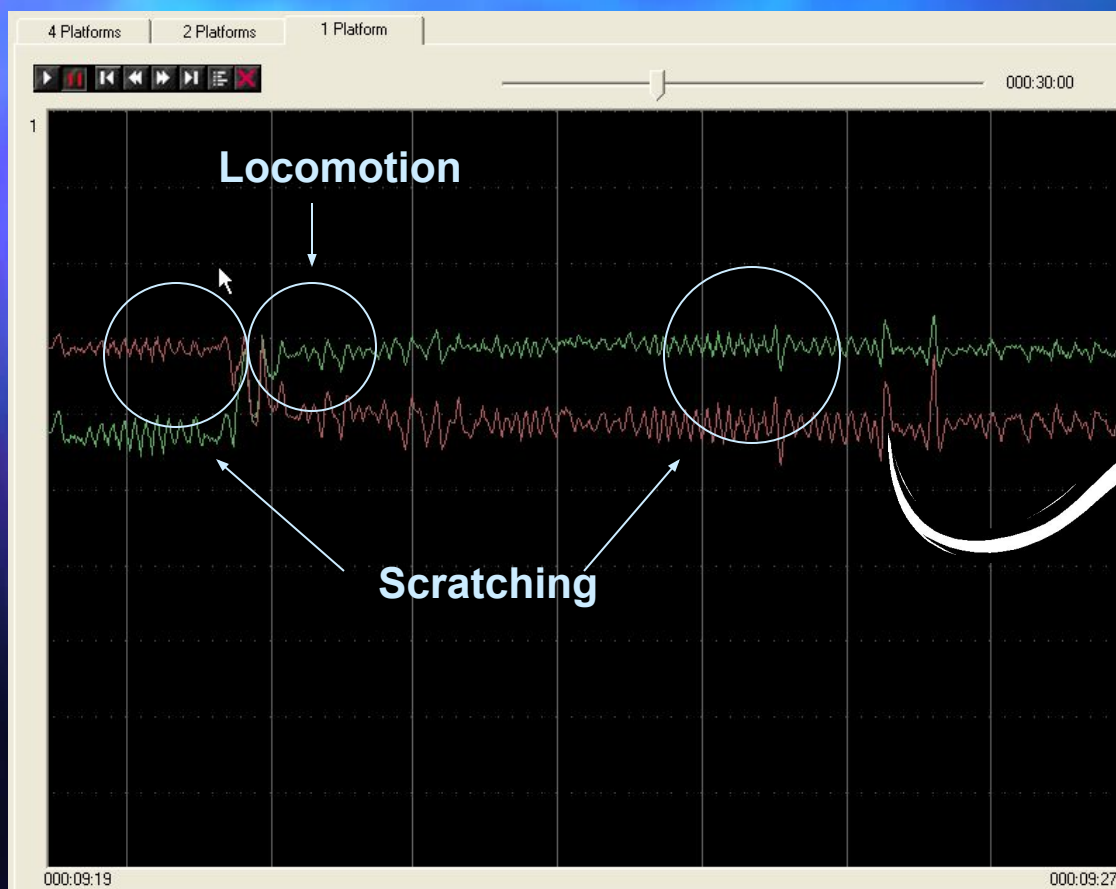 4 Platforms 2 Platforms 1 Platform
000:30:00
1
Locomotion
Scratching
000:09:19 000:09:27